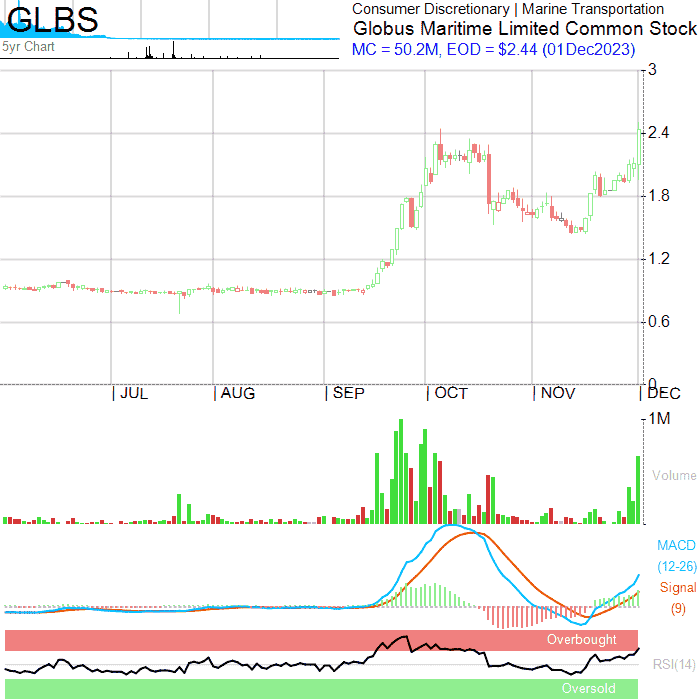 GLBS
5yr Chart
Consumer Discretionary | Marine Transportation
Globus Maritime Limited Common Stock
MC = 50.2M, EOD = $2.44 (01Dec2023)
3
2.4
1.8
1.2
0.6
0
JUL AUG SEP OCT NOV DEC
1M
Volume
MACD
(12-26)
Signal
(9)
Overbought
RSI(14)
Oversold